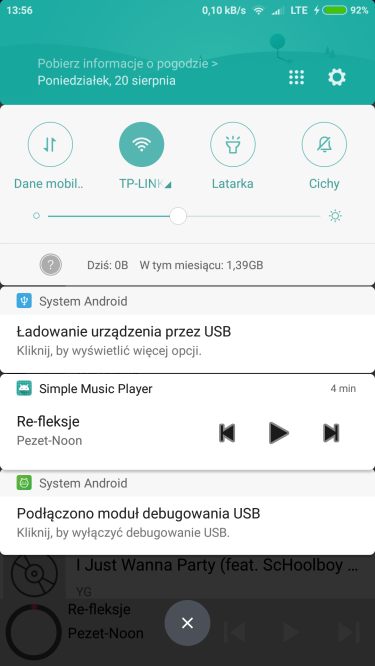 13:56 0,10 kB/s LTE 92%
Pobierz informacje o pogodzie >
Poniedziałek, 20 sierpnia
Dane mobil.. TP-LINK Latarka Cichy
? Dziś: 0B W tym miesiącu: 1,39GB
System Android
Ładowanie urządzenia przez USB
Kliknij, by wyświetlić więcej opcji.
Simple Music Player 4 min
Re-fleksje
Pezet-Noon
System Android
Podłączono moduł debugowania USB
Kliknij, by wyłączyć debugowanie USB.
I Just Wanna Party (feat. ScHoolboy ...
YG
Re-fleksje
Pezet-Noon